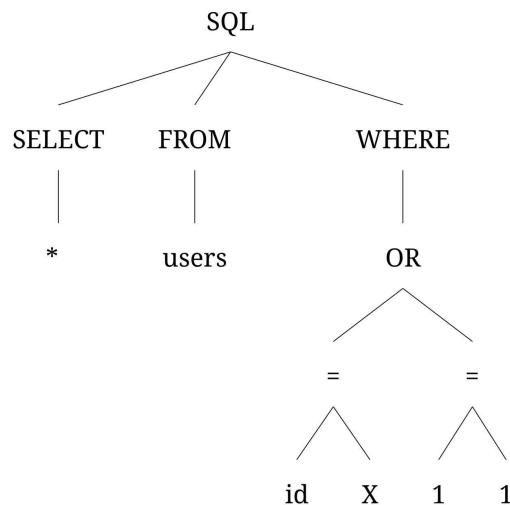 SQL
SELECT FROM WHERE
* users OR
= =
id X 1 1